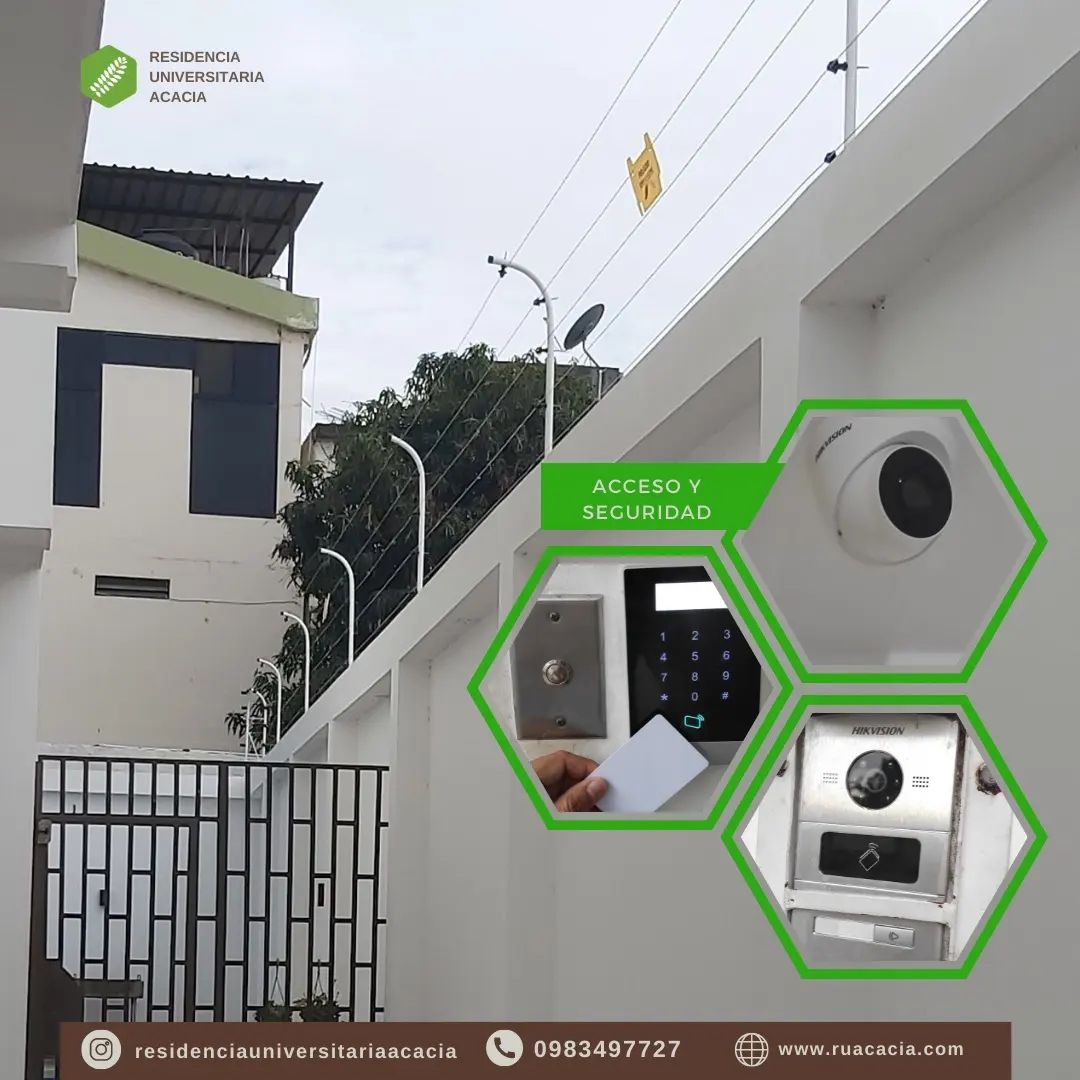 RESIDENCIA
UNIVERSITARIA
ACACIA
ACCESO Y
SEGURIDAD
HIKVISION
1 2 3
4 5 6
7 8 9
* 0 #
HIKVISION
residenciauniversitariaacacia
0983497727
www.ruacacia.com